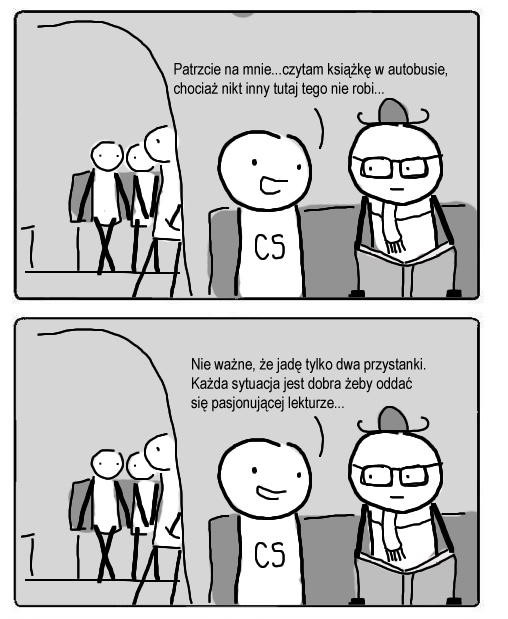 Patrzcie na mnie...czytam książkę w autobusie,
chociaż nikt inny tutaj tego nie robi...
CS
Nie ważne, że jadę tylko dwa przystanki.
Każda sytuacja jest dobra żeby oddać
się pasjonującej lekturze...
CS